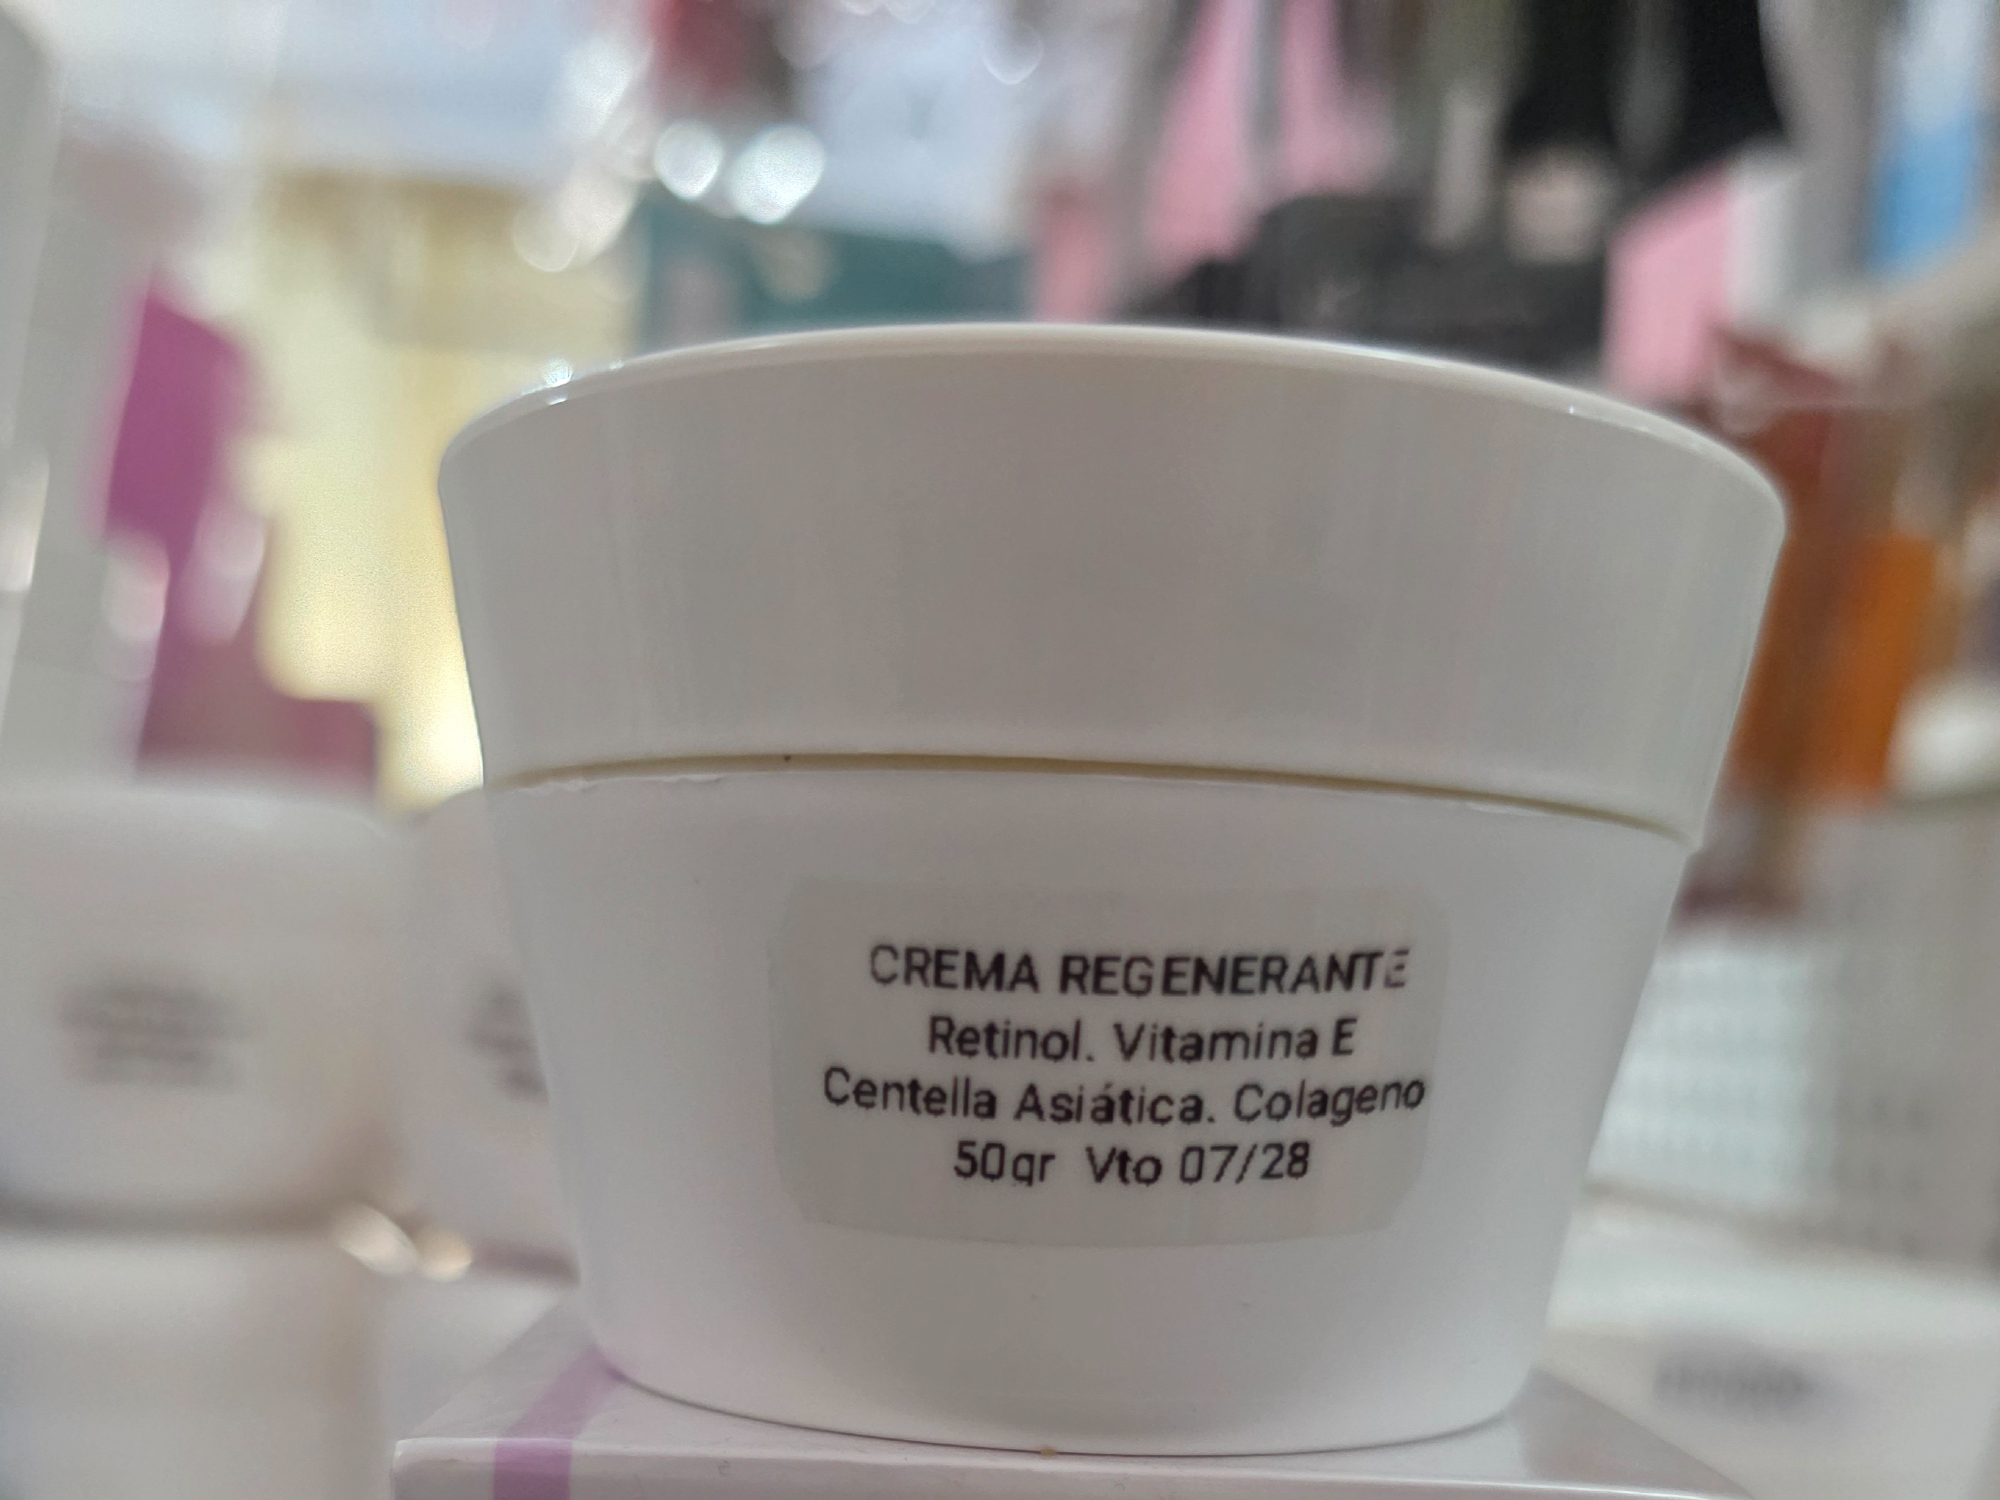 CREMA REGENERANTE
Retinol. Vitamina E
Centella Asiática. Colageno
50gr Vto 07/28